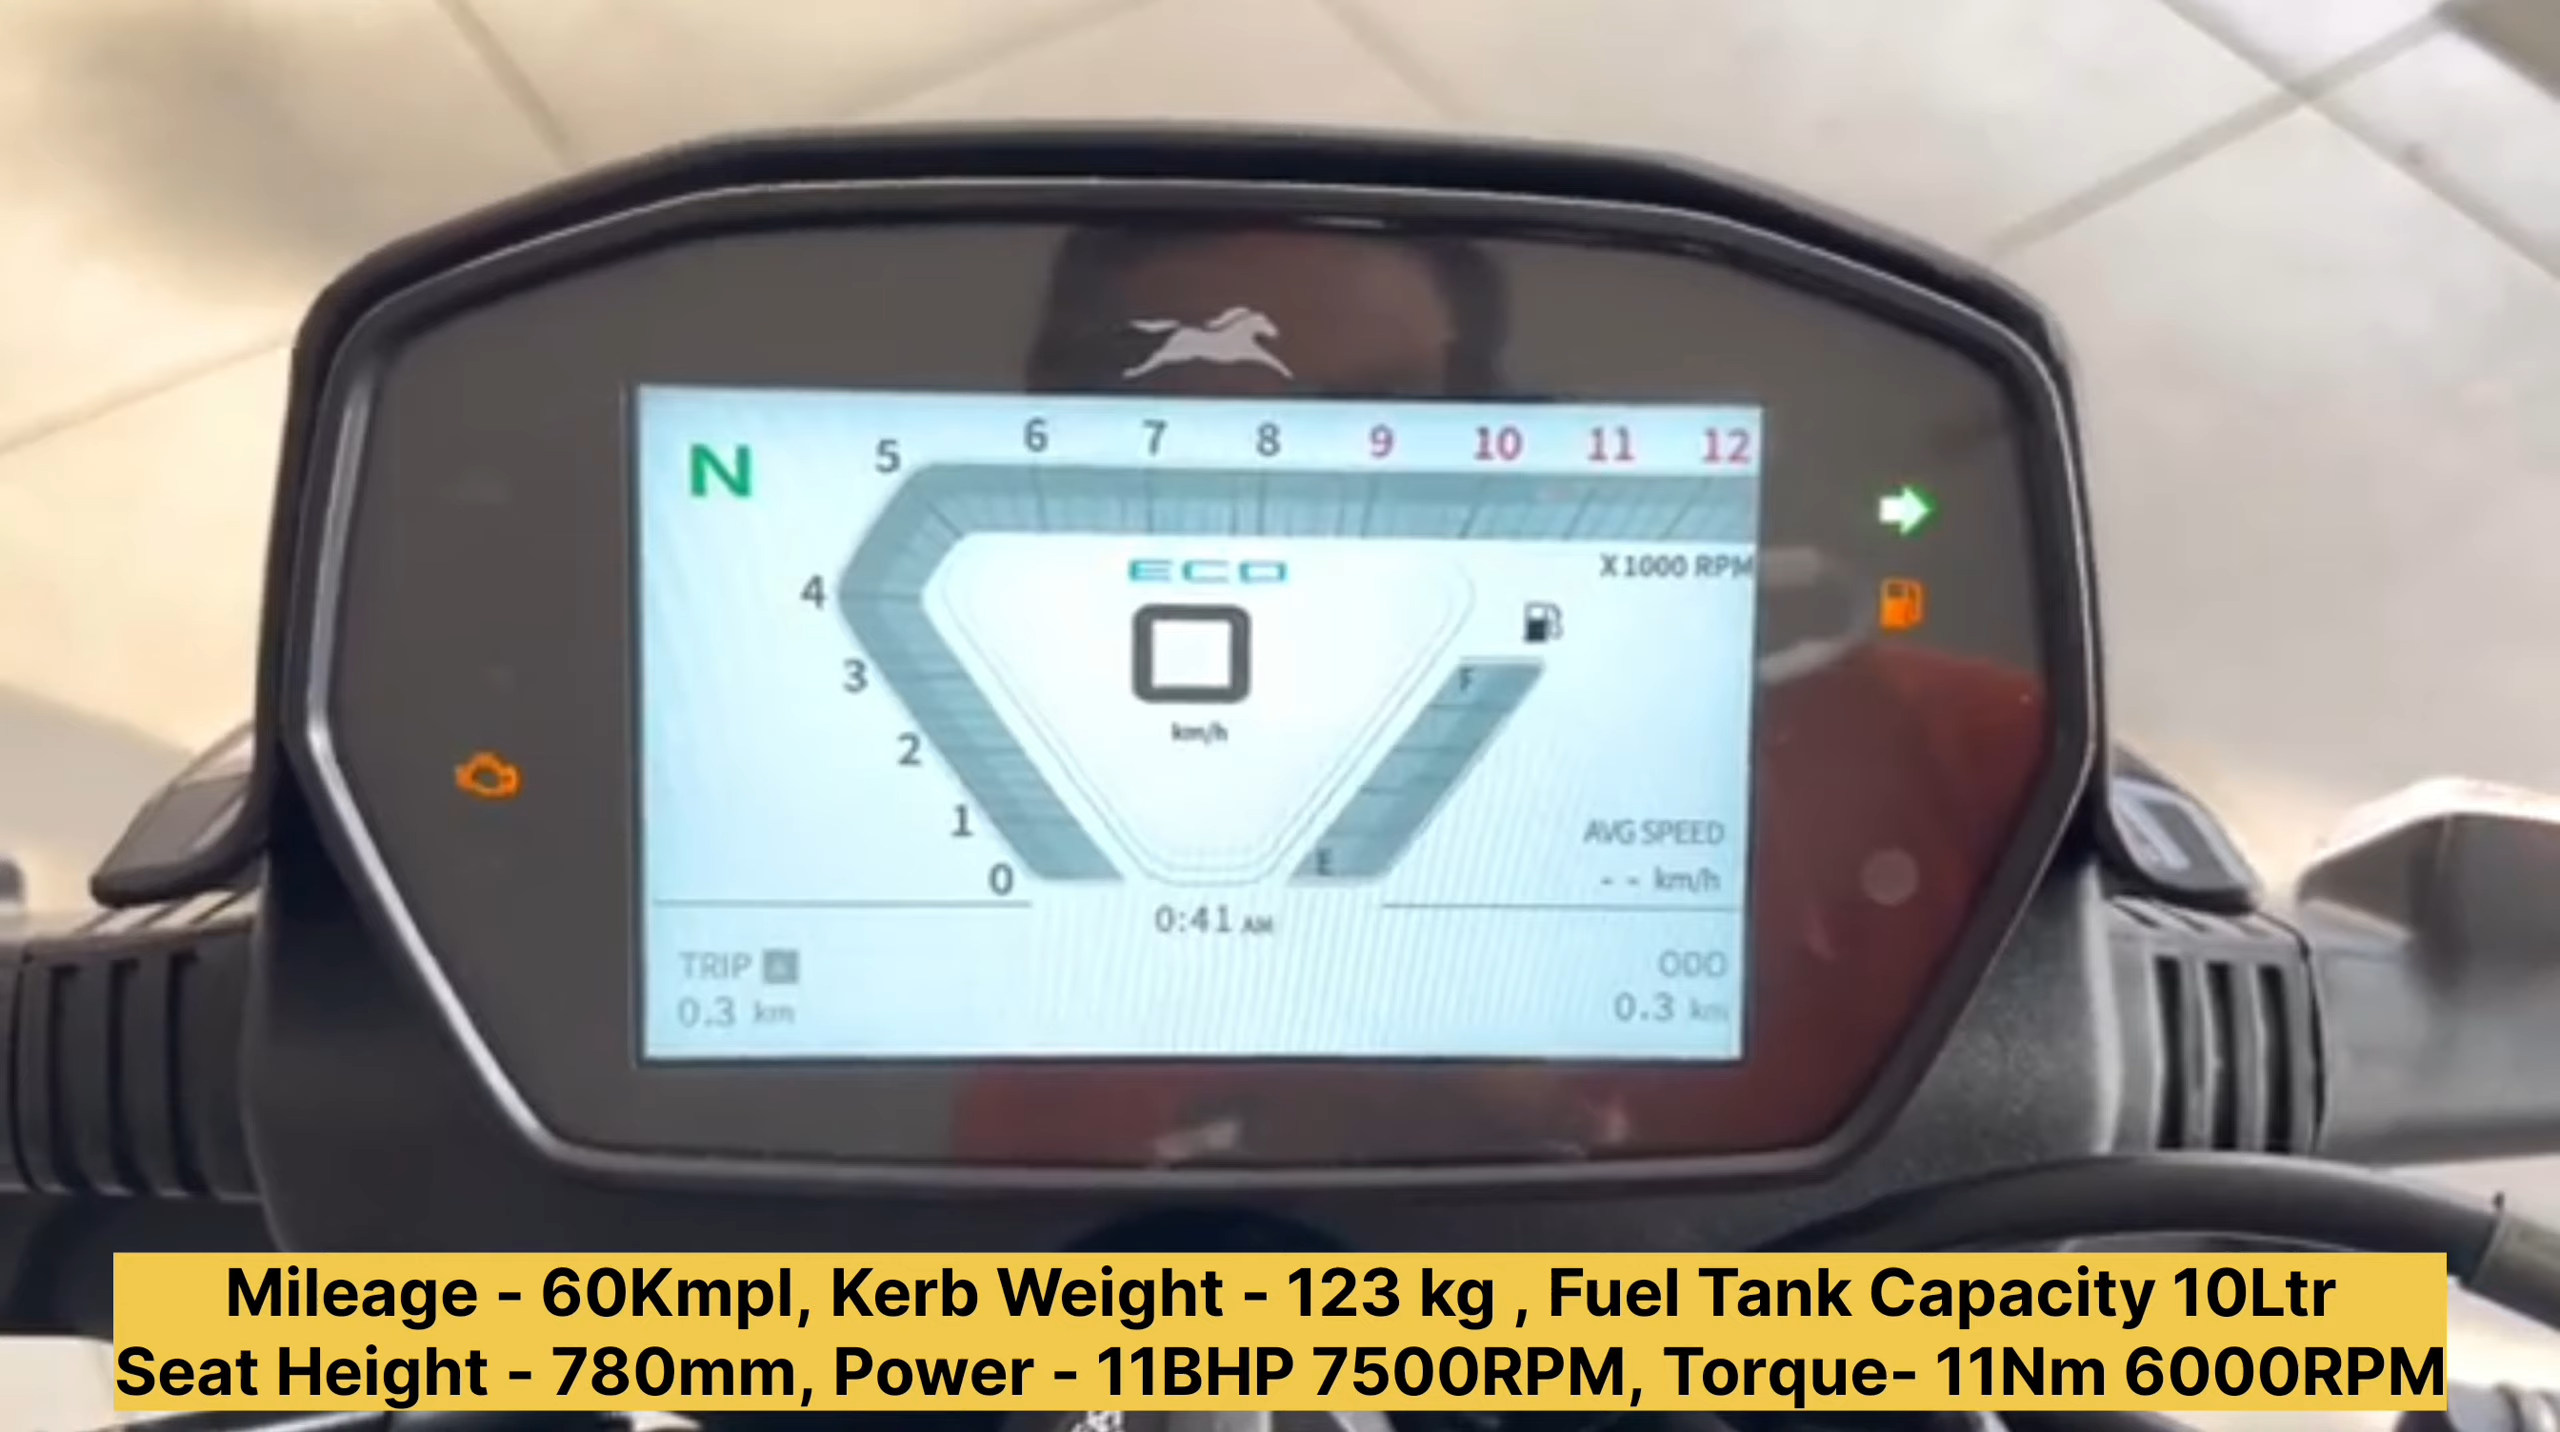 N
5 6 7 8 9 10 11 12
X1000 RPM
ECO
4
0
km/h
F
3
2
1
E
0
AVG SPEED
-- km/h
0:41 AM
TRIP
0.3 km
ODO
0.3 km
Mileage - 60Kmpl, Kerb Weight - 123 kg , Fuel Tank Capacity 10Ltr
Seat Height - 780mm, Power - 11BHP 7500RPM, Torque- 11Nm 6000RPM